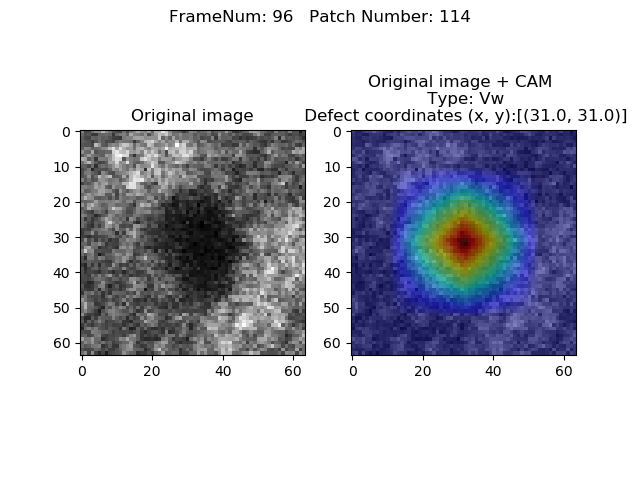 FrameNum: 96   Patch Number: 114
Original image
Original image + CAM
Type: Vw
Defect coordinates (x, y):[(31.0, 31.0)]
0
10
20
30
40
50
60
0 20 40 60
0
10
20
30
40
50
60
0 20 40 60